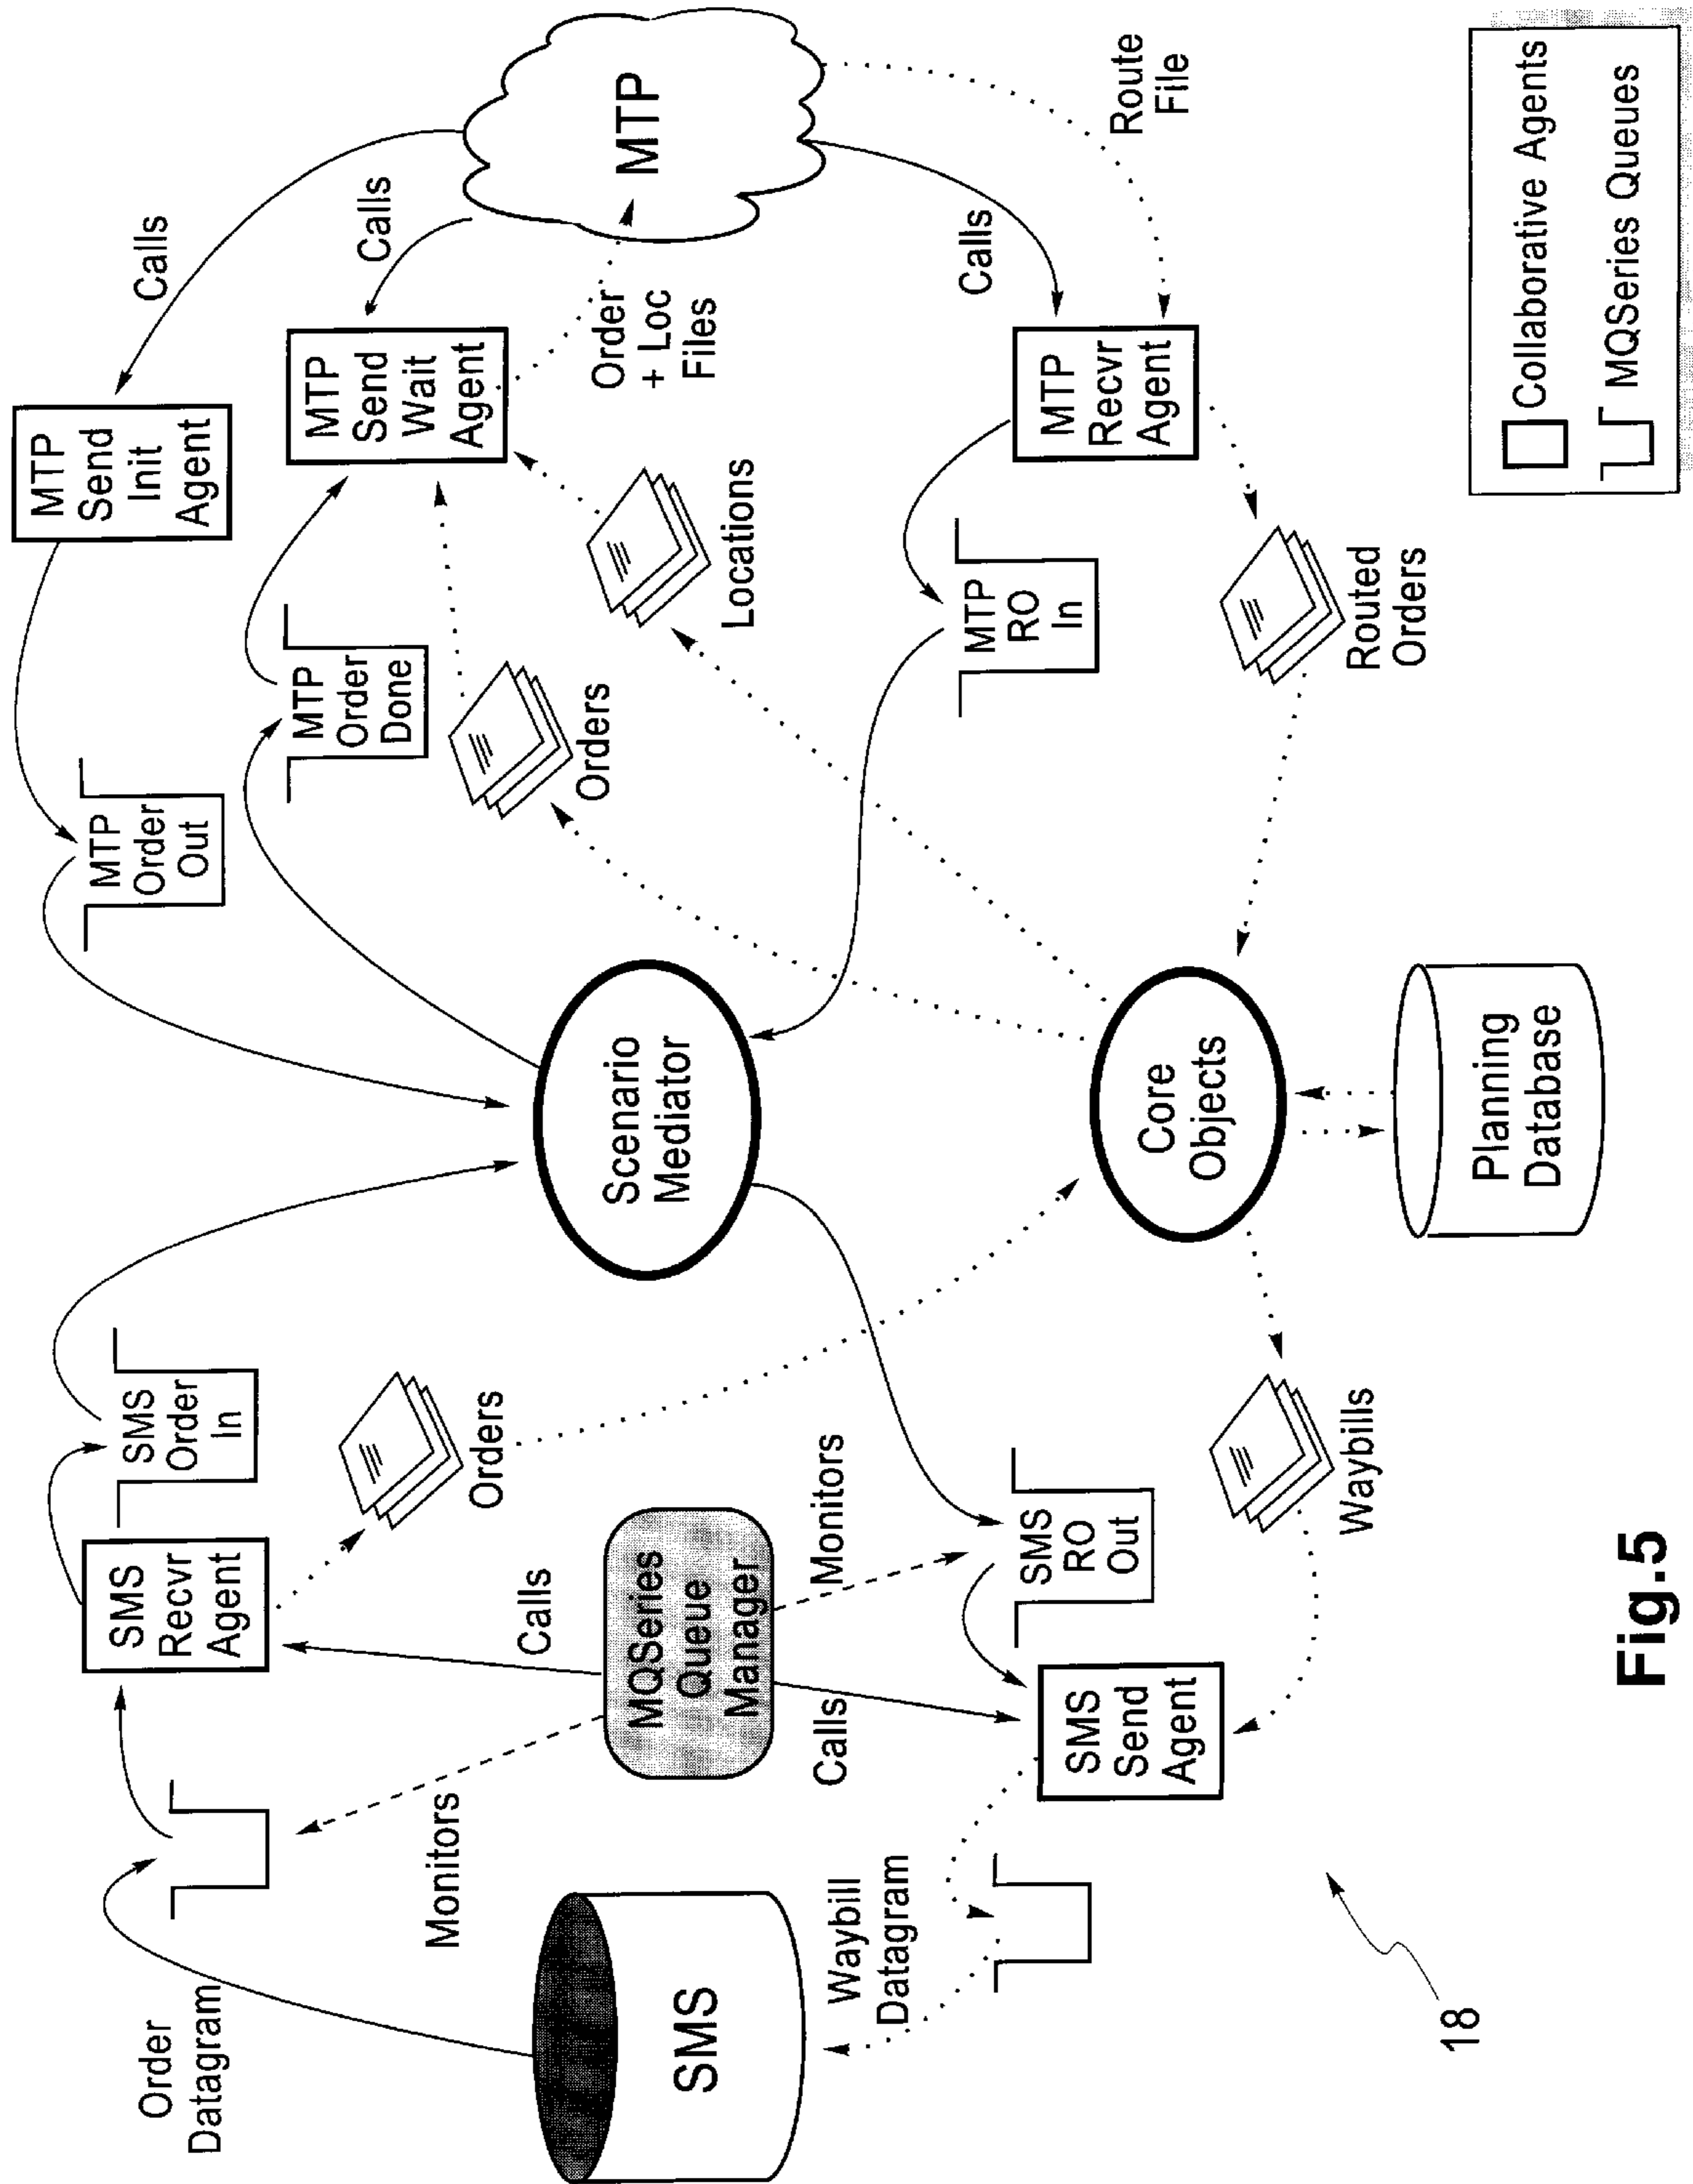 Order
Datagram
SMS
Recvr
Agent
SMS
Order
In
MTP
Order
Out
MTP
Send
Init
Agent
Calls
MTP
Order
Done
MTP
Send
Wait
Agent
Calls
Orders
Orders
Locations
Order
+ Loc
Files
MTP
Monitors
Calls
MQSeries
Queue
Manager
Calls
Monitors
SMS
Scenario
Mediator
Calls
Route
File
Waybill
Datagram
SMS
Send
Agent
SMS
RO
Out
MTP
RO
In
MTP
Recvr
Agent
Waybills
Core
Objects
Routed
Orders
Planning
Database
18
Fig.5
Collaborative Agents
MQSeries Queues